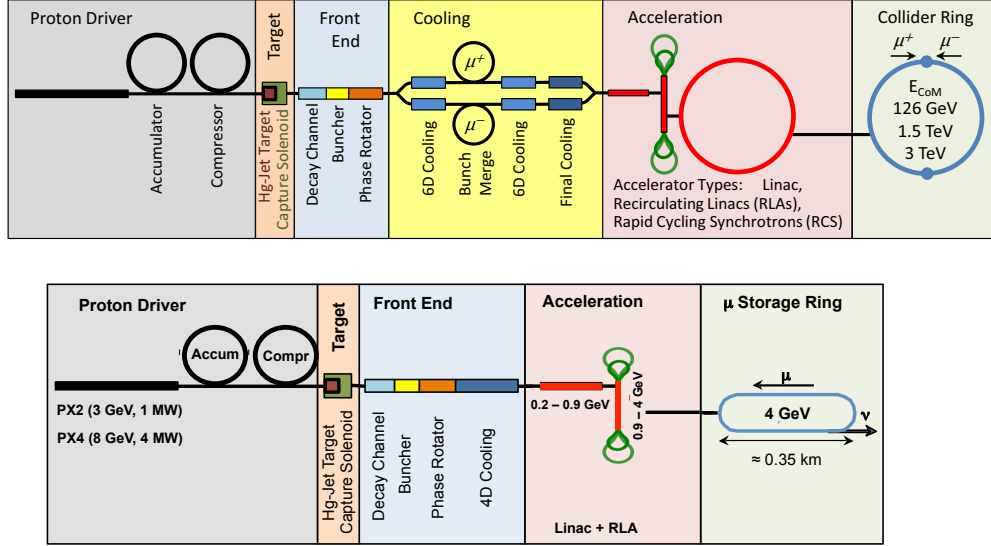 Proton Driver
Accumulator
Compressor
Target
Hg-Jet Target
Capture Solenoid
Front
End
Decay Channel
Buncher
Phase Rotator
Cooling
μ+
μ−
6D Cooling
Bunch
Merge
6D Cooling
Final Cooling
Acceleration
Accelerator Types: Linac,
Recirculating Linacs (RLAs),
Rapid Cycling Synchrotrons (RCS)
Collider Ring
μ+ μ−
ECoM
126 GeV
1.5 TeV
3 TeV
Proton Driver
Accum
Compr
PX2 (3 GeV, 1 MW)
PX4 (8 GeV, 4 MW)
Target
Hg-Jet Target
Capture Solenoid
Front End
Decay Channel
Buncher
Phase Rotator
4D Cooling
Acceleration
0.2 – 0.9 GeV
0.9 – 4 GeV
Linac + RLA
μ Storage Ring
μ
4 GeV
ν
≈ 0.35 km